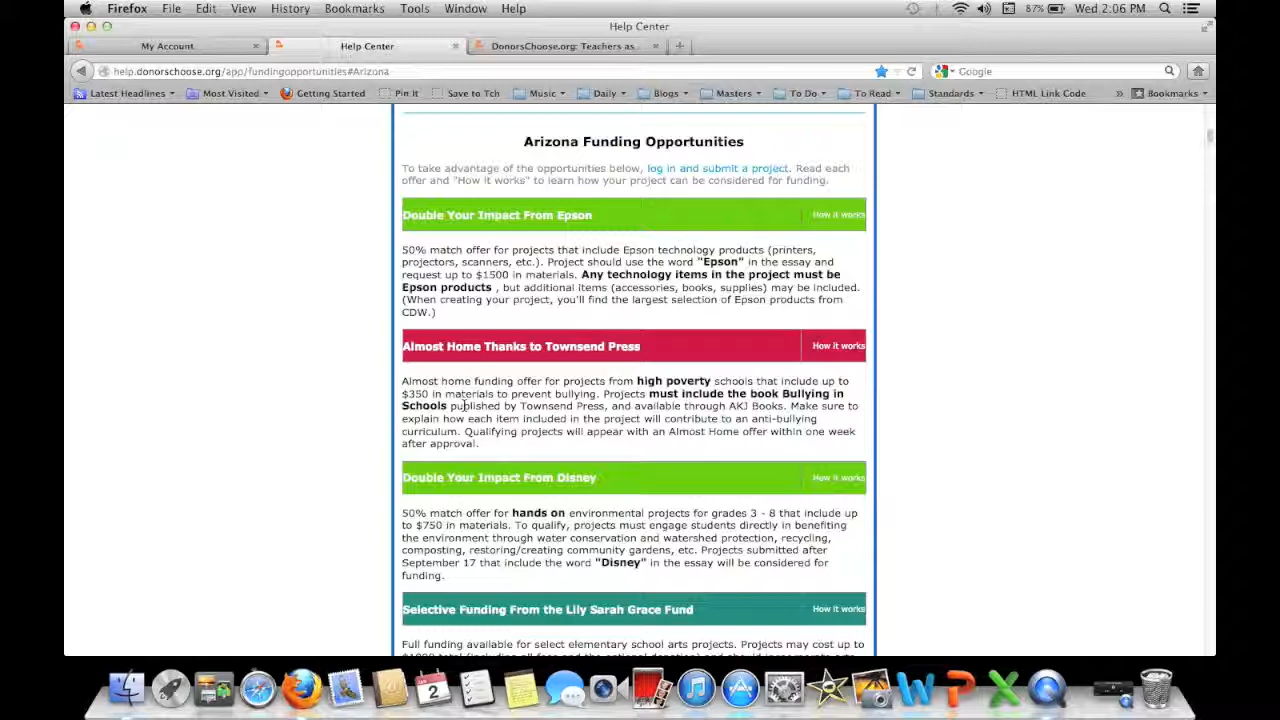 Firefox File Edit View History Bookmarks Tools Window Help 87% Wed 2:06 PM
Help Center
My Account Help Center DonorsChoose.org: Teachers as...
help.donorschoose.org/app/fundingopportunities#Arizona Google
Latest Headlines Most Visited Getting Started Pin It Save to Tch Music Daily Blogs Masters To Do To Read Standards HTML Link Code » Bookmarks
Arizona Funding Opportunities
To take advantage of the opportunities below, log in and submit a project. Read each
offer and "How it works" to learn how your project can be considered for funding.
Double Your Impact From Epson How it works
50% match offer for projects that include Epson technology products (printers,
projectors, scanners, etc.). Project should use the word "Epson" in the essay and
request up to $1500 in materials. Any technology items in the project must be
Epson products , but additional items (accessories, books, supplies) may be included.
(When creating your project, you'll find the largest selection of Epson products from
CDW.)
Almost Home Thanks to Townsend Press How it works
Almost home funding offer for projects from high poverty schools that include up to
$350 in materials to prevent bullying. Projects must include the book Bullying in
Schools published by Townsend Press, and available through AKJ Books. Make sure to
explain how each item included in the project will contribute to an anti-bullying
curriculum. Qualifying projects will appear with an Almost Home offer within one week
after approval.
Double Your Impact From Disney How it works
50% match offer for hands on environmental projects for grades 3 - 8 that include up
to $750 in materials. To qualify, projects must engage students directly in benefiting
the environment through water conservation and watershed protection, recycling,
composting, restoring/creating community gardens, etc. Projects submitted after
September 17 that include the word "Disney" in the essay will be considered for
funding.
Selective Funding From the Lily Sarah Grace Fund How it works
Full funding available for select elementary school arts projects. Projects may cost up to